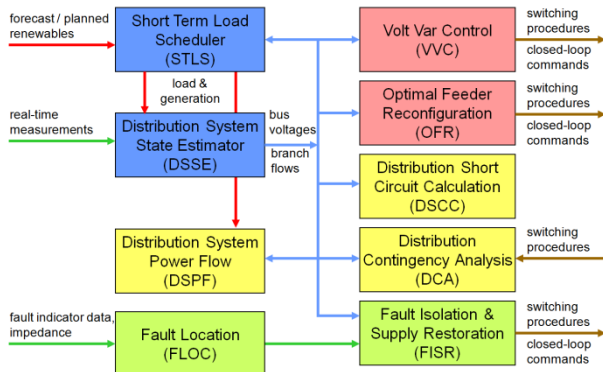 forecast / planned
renewables
Short Term Load
Scheduler
(STLS)
load &
generation
real-time
measurements
Distribution System
State Estimator
(DSSE)
bus
voltages
branch
flows
Distribution System
Power Flow
(DSPF)
fault indicator data,
impedance
Fault Location
(FLOC)
Volt Var Control
(VVC)
switching
procedures
closed-loop
commands
Optimal Feeder
Reconfiguration
(OFR)
switching
procedures
closed-loop
commands
Distribution Short
Circuit Calculation
(DSCC)
Distribution
Contingency Analysis
(DCA)
switching
procedures
Fault Isolation &
Supply Restoration
(FISR)
switching
procedures
closed-loop
commands